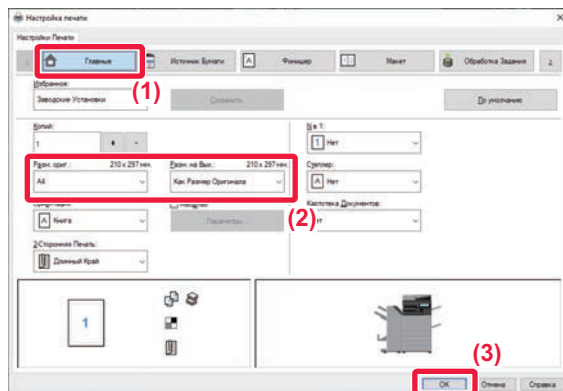 Настройка печати
Настройки Печати
Главные
Источник Бумаги
Финишер
Макет
Обработка Задания
(1)
Избранное:
Заводские Установки
Сохранить
По умолчанию
Копий:
1
+ -
N в 1:
Нет
Разм. ориг.: 210 x 297 мм.
Разм. на Вых.: 210 x 297 мм.
A4
Как Размер Оригинала
Степлер:
Нет
(2)
Картотека Документов:
Книга
Параметры...
2-Сторонняя Печать:
Длинный Край
1
(3)
OK
Отмена
Справка